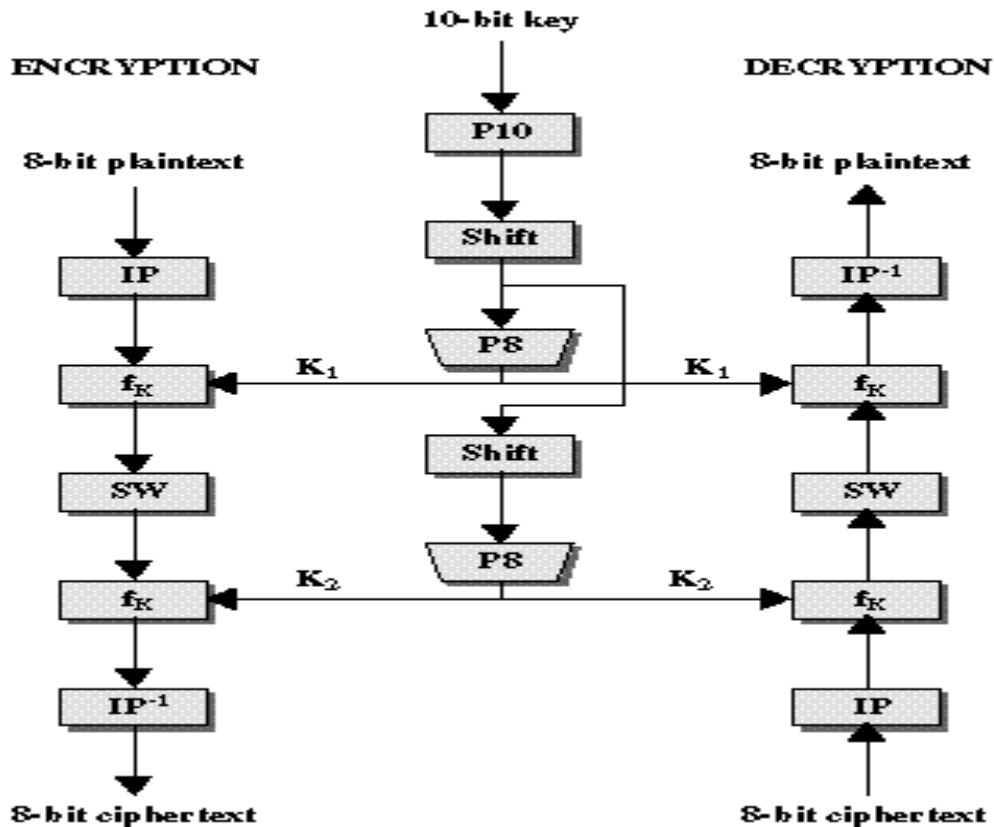 10-bit key
ENCRYPTION
DECRYPTION
P10
8-bit plaintext
8-bit plaintext
Shift
IP
IP⁻¹
P8
K₁
K₁
fK
fK
Shift
SW
SW
P8
K₂
K₂
fK
fK
IP⁻¹
IP
8-bit ciphertext
8-bit ciphertext